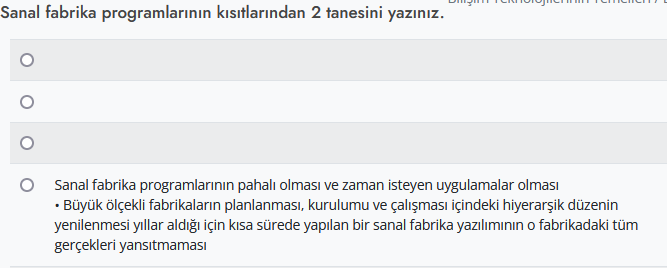 Bilişim Teknolojilerinin Temelleri /
Sanal fabrika programlarının kısıtlarından 2 tanesini yazınız.
Sanal fabrika programlarının pahalı olması ve zaman isteyen uygulamalar olması
• Büyük ölçekli fabrikaların planlanması, kurulumu ve çalışması içindeki hiyerarşik düzenin
yenilenmesi yıllar aldığı için kısa sürede yapılan bir sanal fabrika yazılımının o fabrikadaki tüm
gerçekleri yansıtmaması